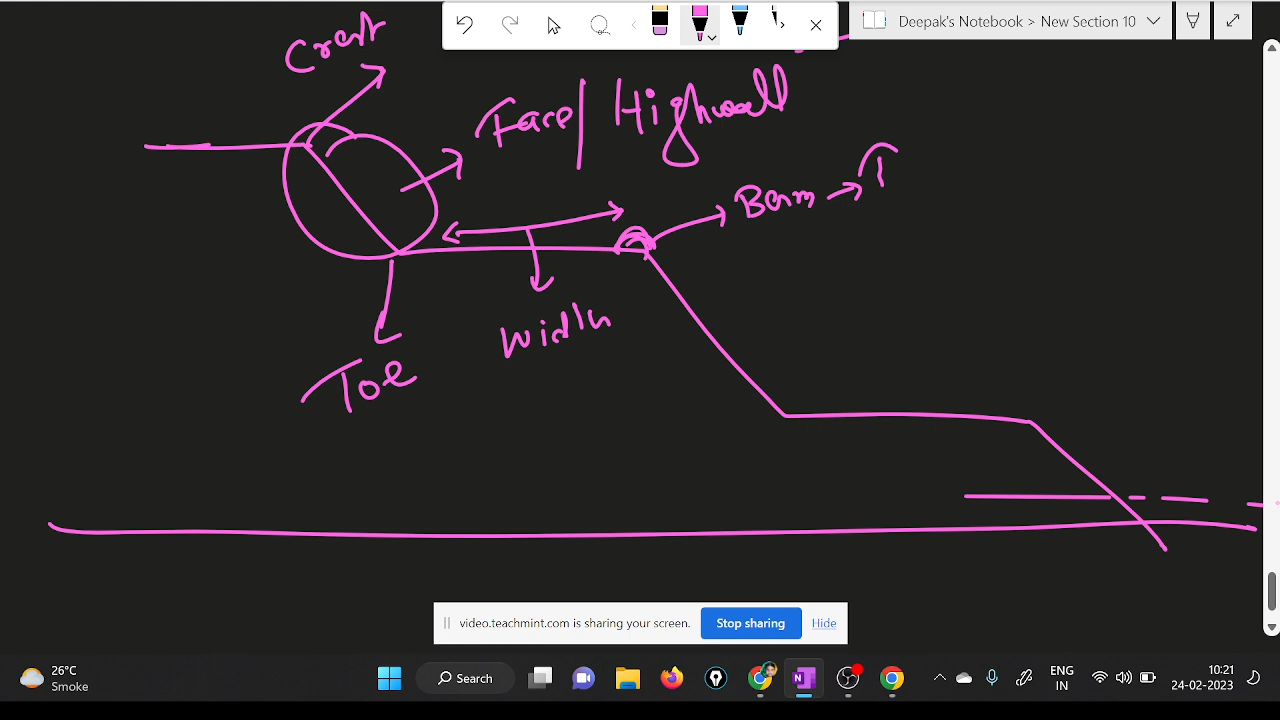 Deepak's Notebook > New Section 10
Crest
Face/Highwall
Berm
Width
Toe
video.teachmint.com is sharing your screen.
Stop sharing
Hide
26°C
Smoke
Search
ENG
IN
10:21
24-02-2023